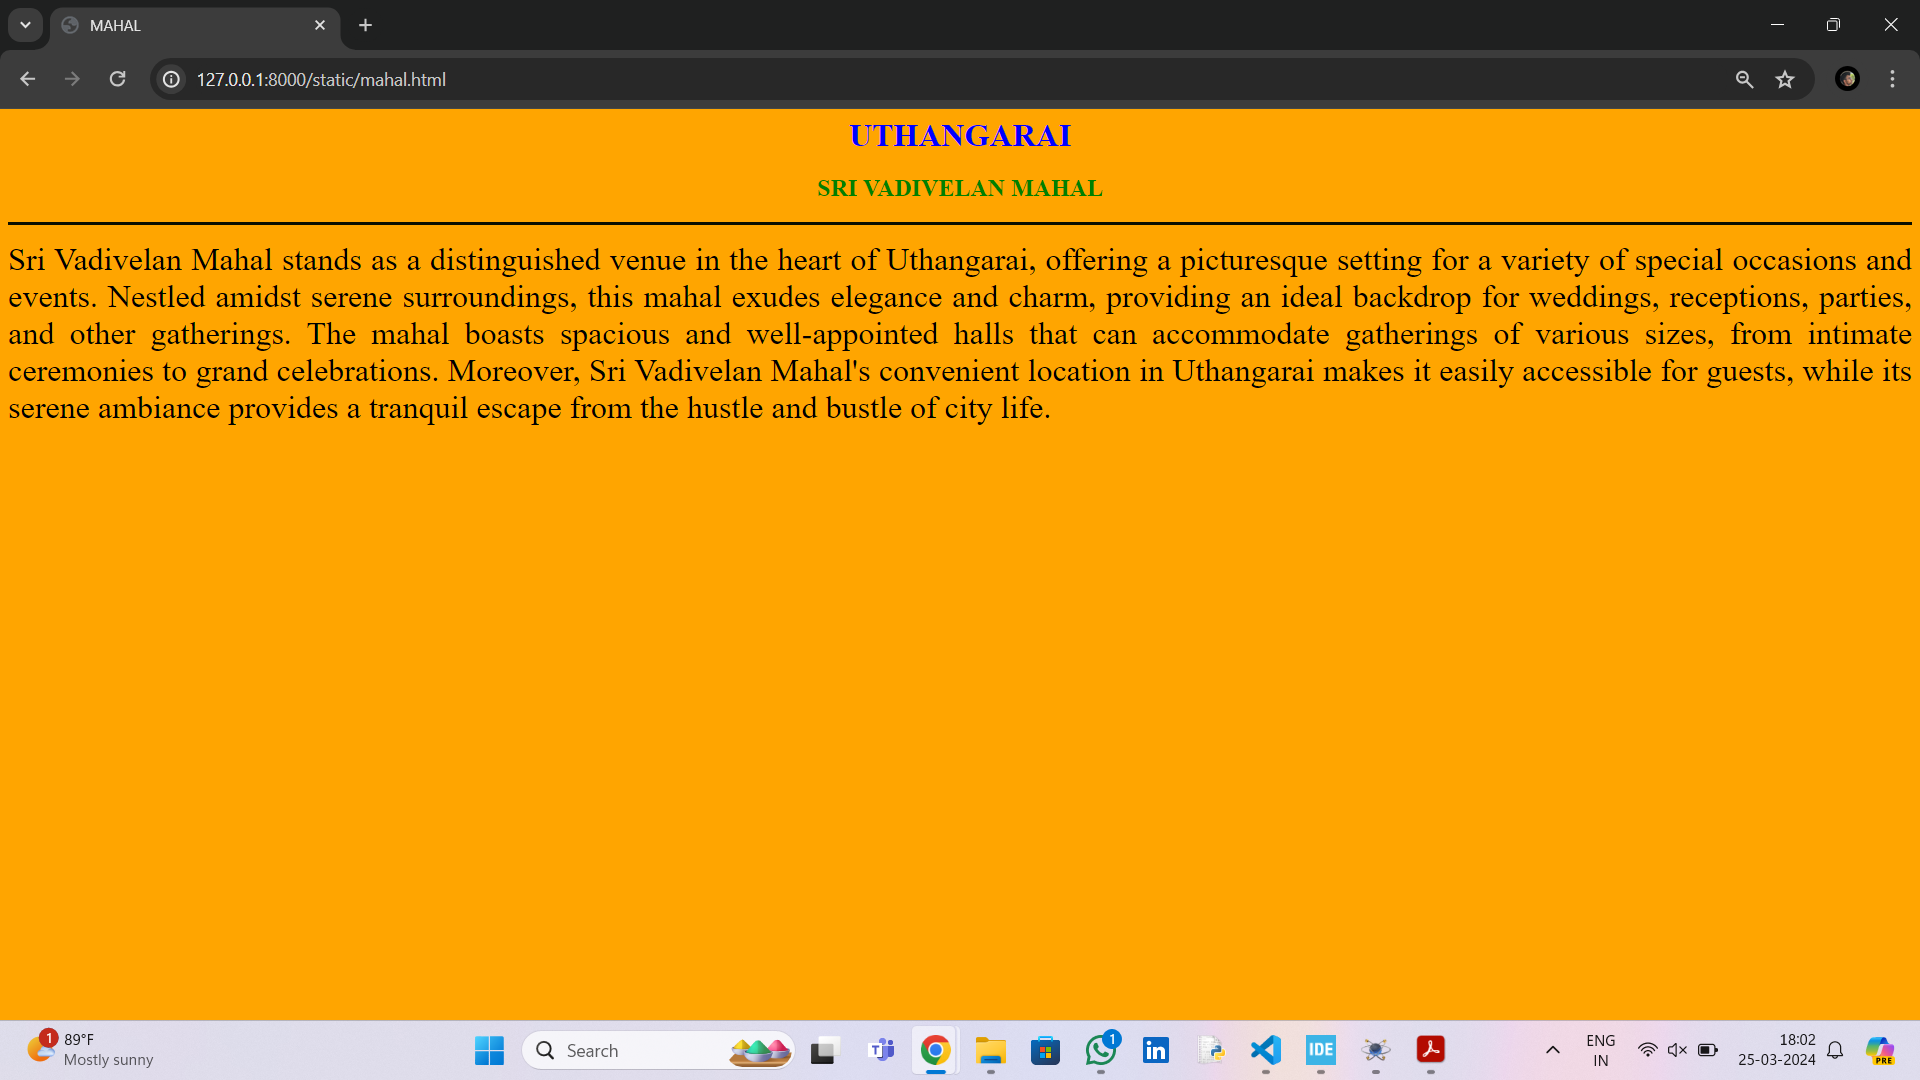 MAHAL
127.0.0.1:8000/static/mahal.html
UTHANGARAI
SRI VADIVELAN MAHAL
Sri Vadivelan Mahal stands as a distinguished venue in the heart of Uthangarai, offering a picturesque setting for a variety of special occasions and
events. Nestled amidst serene surroundings, this mahal exudes elegance and charm, providing an ideal backdrop for weddings, receptions, parties,
and other gatherings. The mahal boasts spacious and well-appointed halls that can accommodate gatherings of various sizes, from intimate
ceremonies to grand celebrations. Moreover, Sri Vadivelan Mahal's convenient location in Uthangarai makes it easily accessible for guests, while its
serene ambiance provides a tranquil escape from the hustle and bustle of city life.
1
89°F
Mostly sunny
Search
T
1
in
IDE
ENG
IN
18:02
25-03-2024
PRE